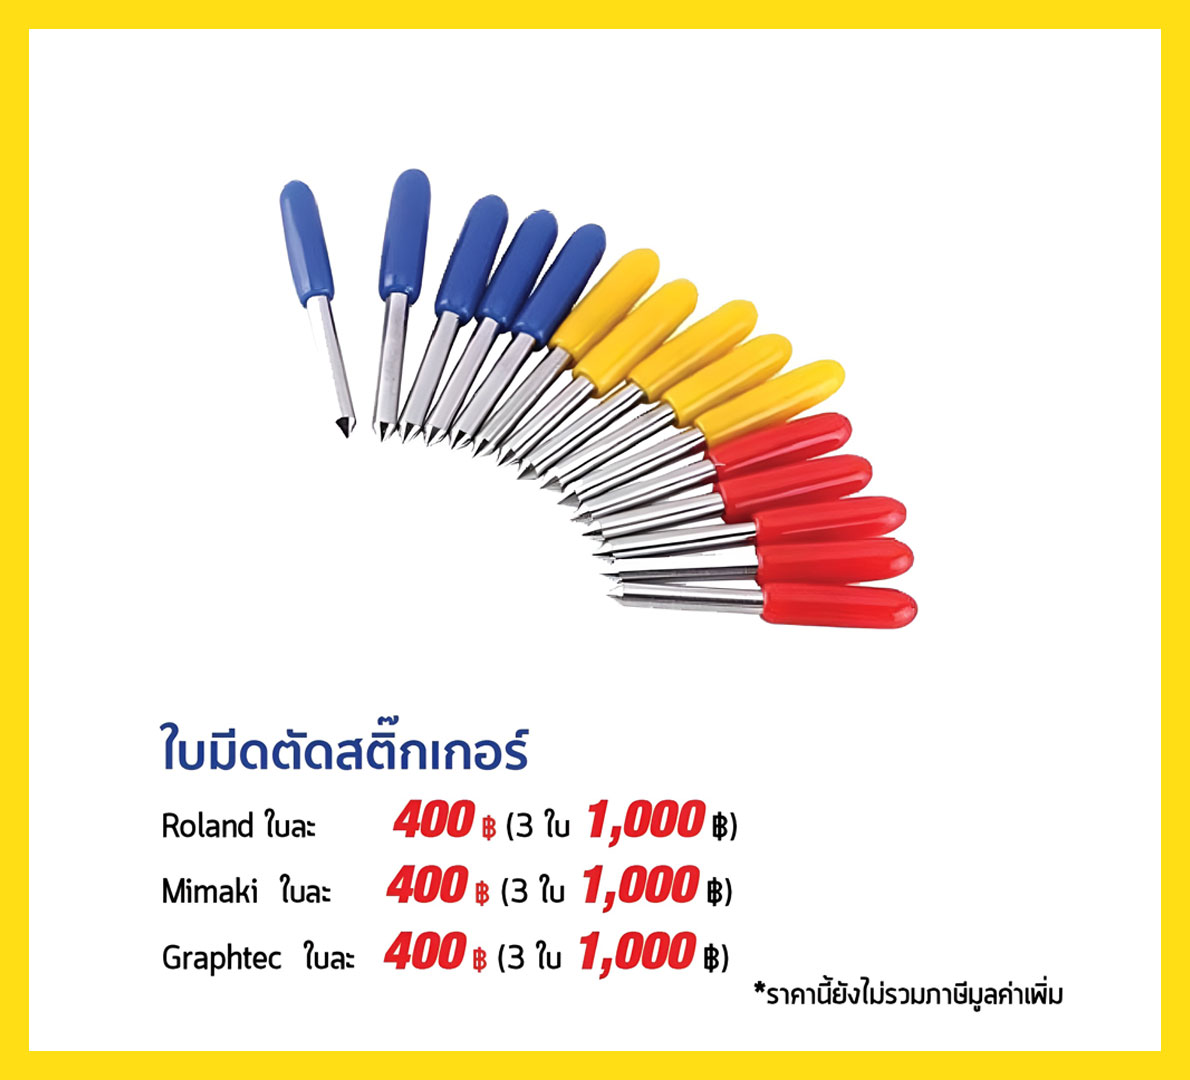 ใบมีดตัดสติ๊กเกอร์
Roland ใบละ 400 ฿ (3 ใบ 1,000 ฿)
Mimaki ใบละ 400 ฿ (3 ใบ 1,000 ฿)
Graphtec ใบละ 400 ฿ (3 ใบ 1,000 ฿)
*ราคานี้ยังไม่รวมภาษีมูลค่าเพิ่ม